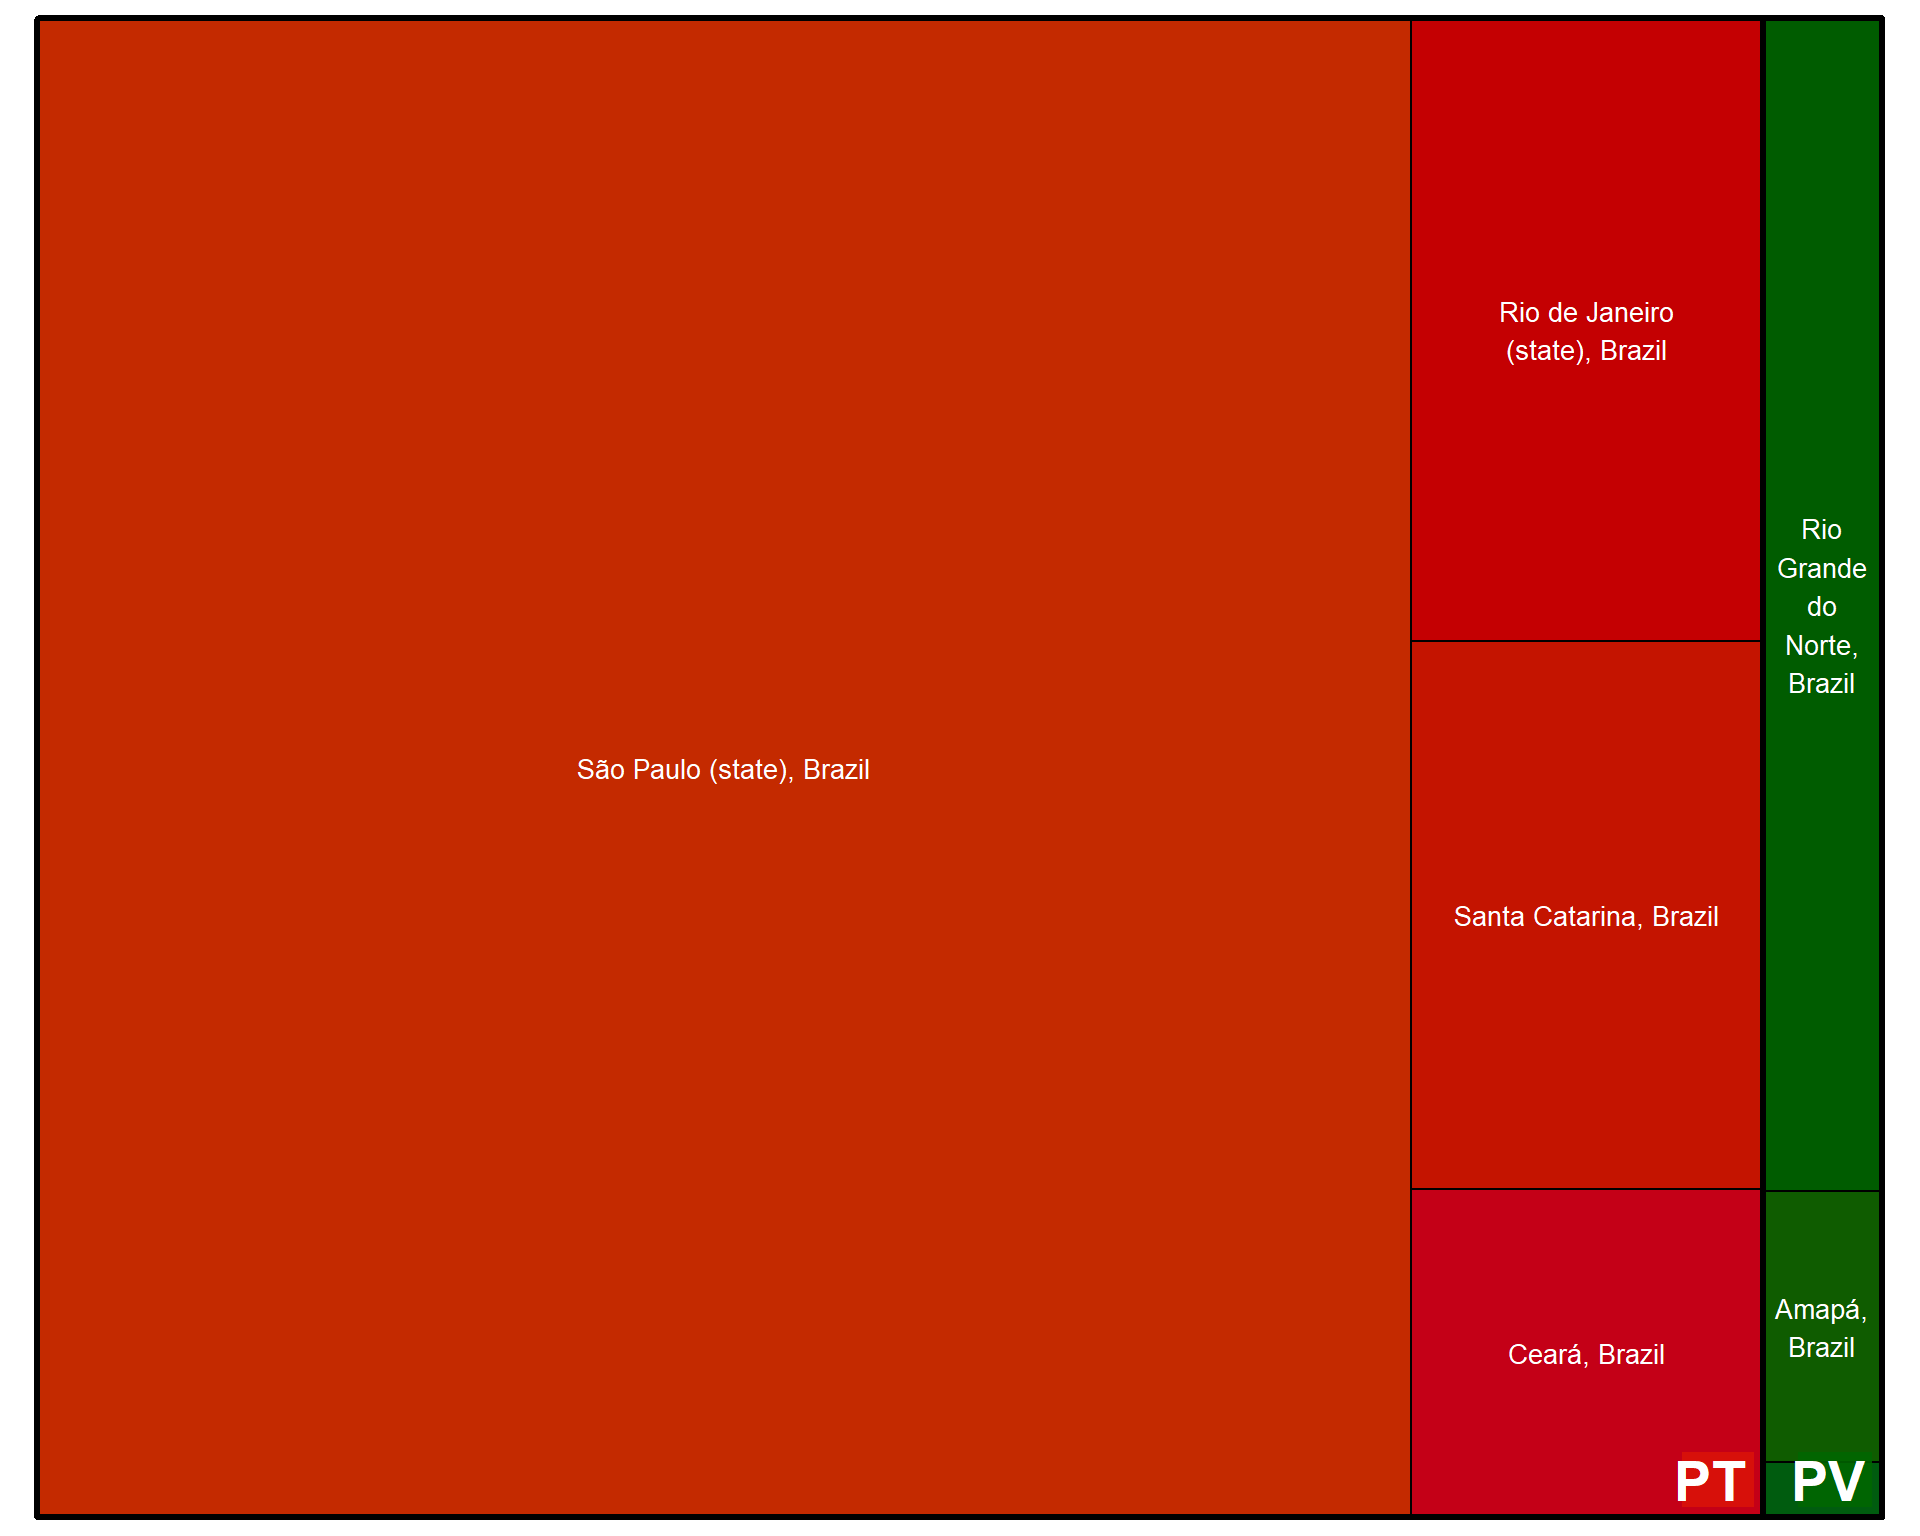 São Paulo (state), Brazil
Rio de Janeiro
(state), Brazil
Santa Catarina, Brazil
Ceará, Brazil
PT
Rio
Grande
do
Norte,
Brazil
Amapá,
Brazil
PV